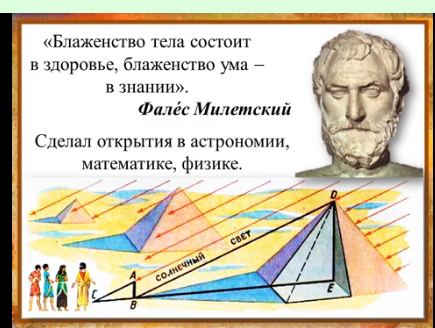 «Блаженство тела состоит
в здоровье, блаженство ума –
в знании».
Фале́с Милетский
Сделал открытия в астрономии,
математике, физике.
D
СОЛНЕЧНЫЙ СВЕТ
A
C
B
E